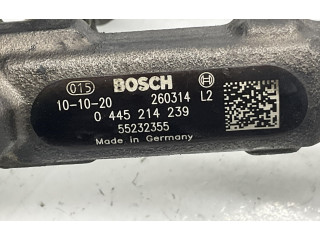 015 BOSCH
10-10-20 260314 L2
0 445 214 239
55232355
Made in Germany